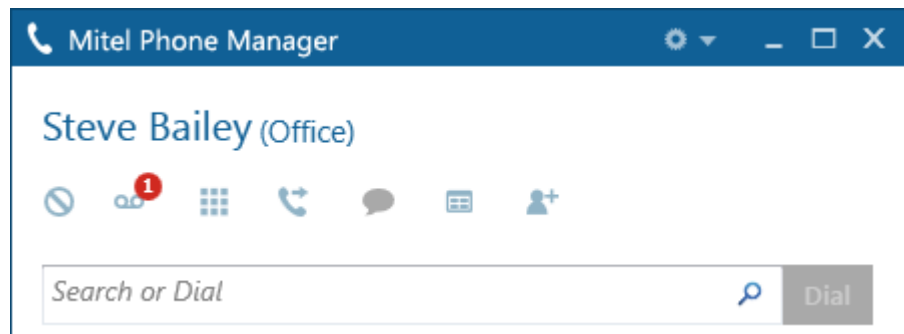 Mitel Phone Manager
Steve Bailey (Office)
1
Search or Dial
Dial